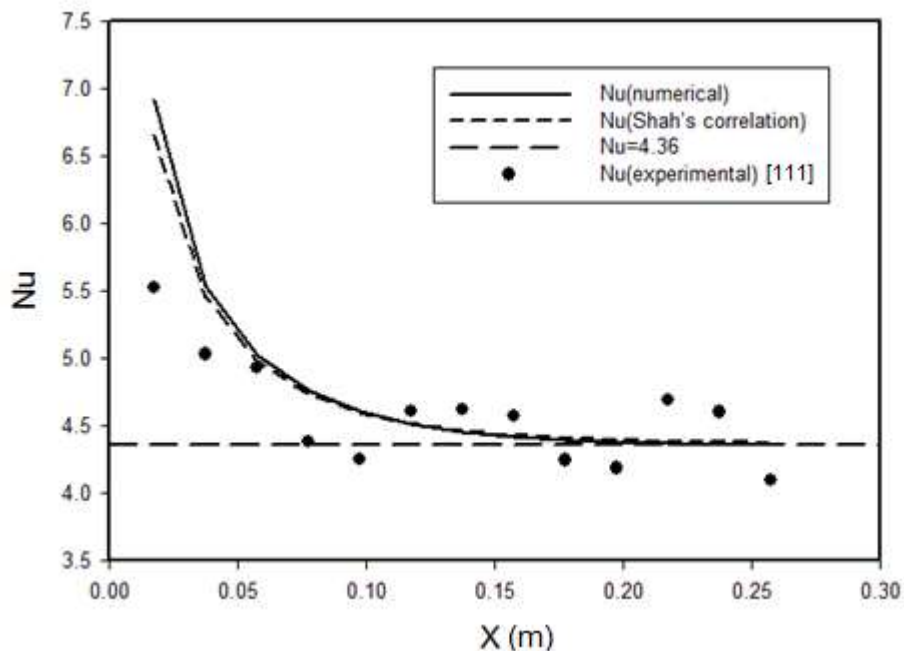 7.5
7.0
6.5
6.0
5.5
5.0
4.5
4.0
3.5
Nu
Nu(numerical)
Nu(Shah's correlation)
Nu=4.36
Nu(experimental) [111]
0.00 0.05 0.10 0.15 0.20 0.25 0.30
X (m)